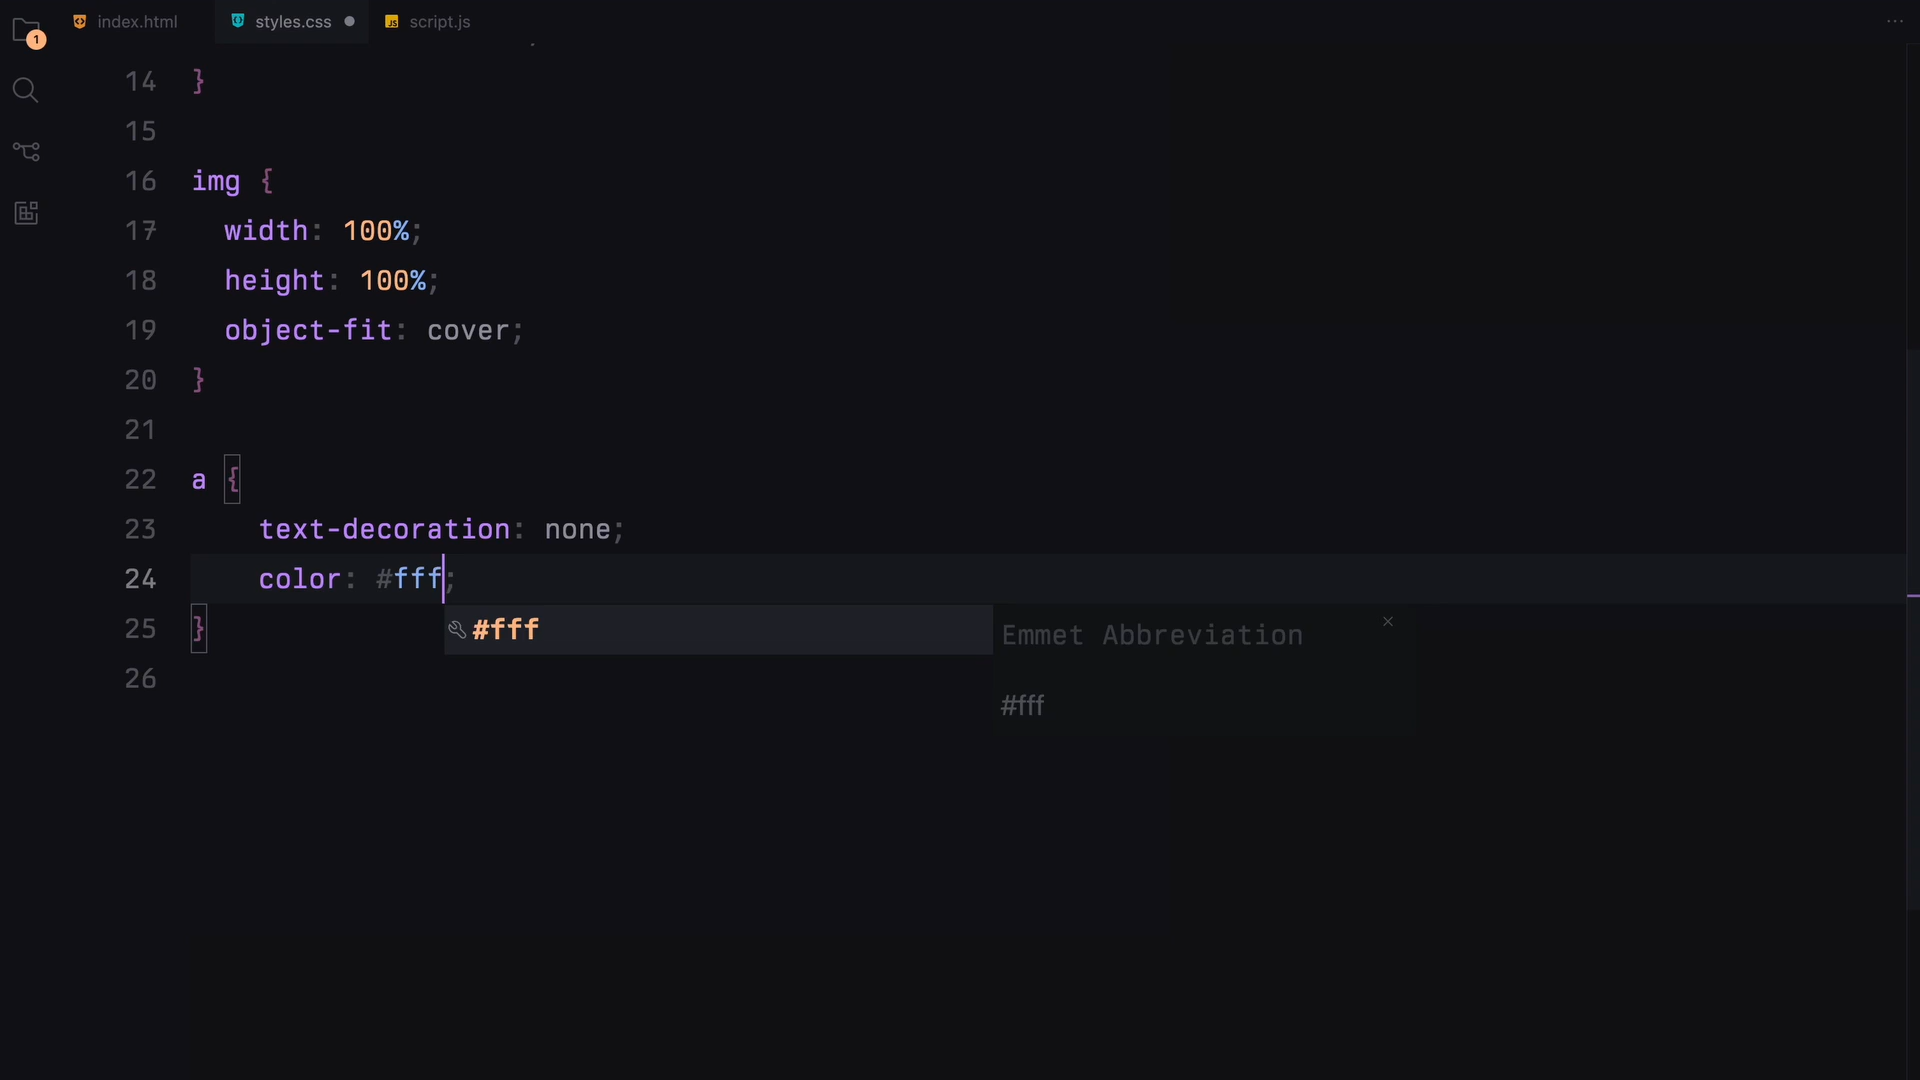 index.html styles.css script.js ...
1
14 }
15
16 img {
17 width: 100%;
18 height: 100%;
19 object-fit: cover;
20 }
21
22 a {
23 text-decoration: none;
24 color: #fff;
25 }
#fff
Emmet Abbreviation
26
#fff